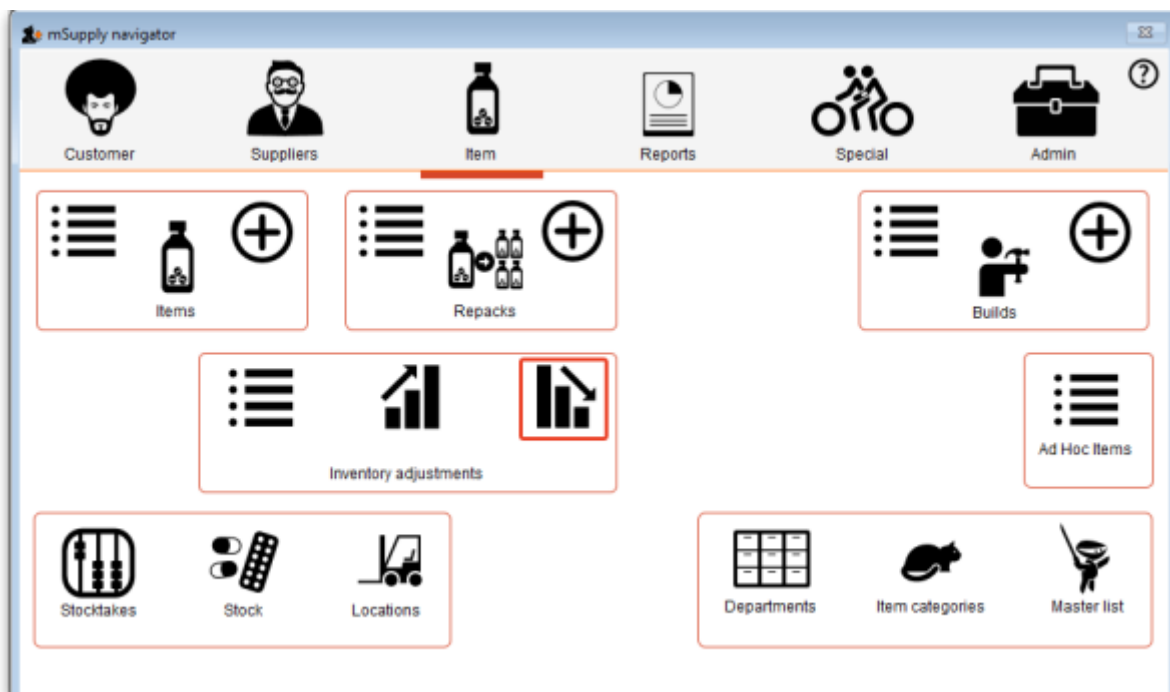 mSupply navigator
Customer
Suppliers
Item
Reports
Special
Admin
?
Items
Repacks
Builds
Inventory adjustments
Ad Hoc Items
Stocktakes
Stock
Locations
Departments
Item categories
Master list